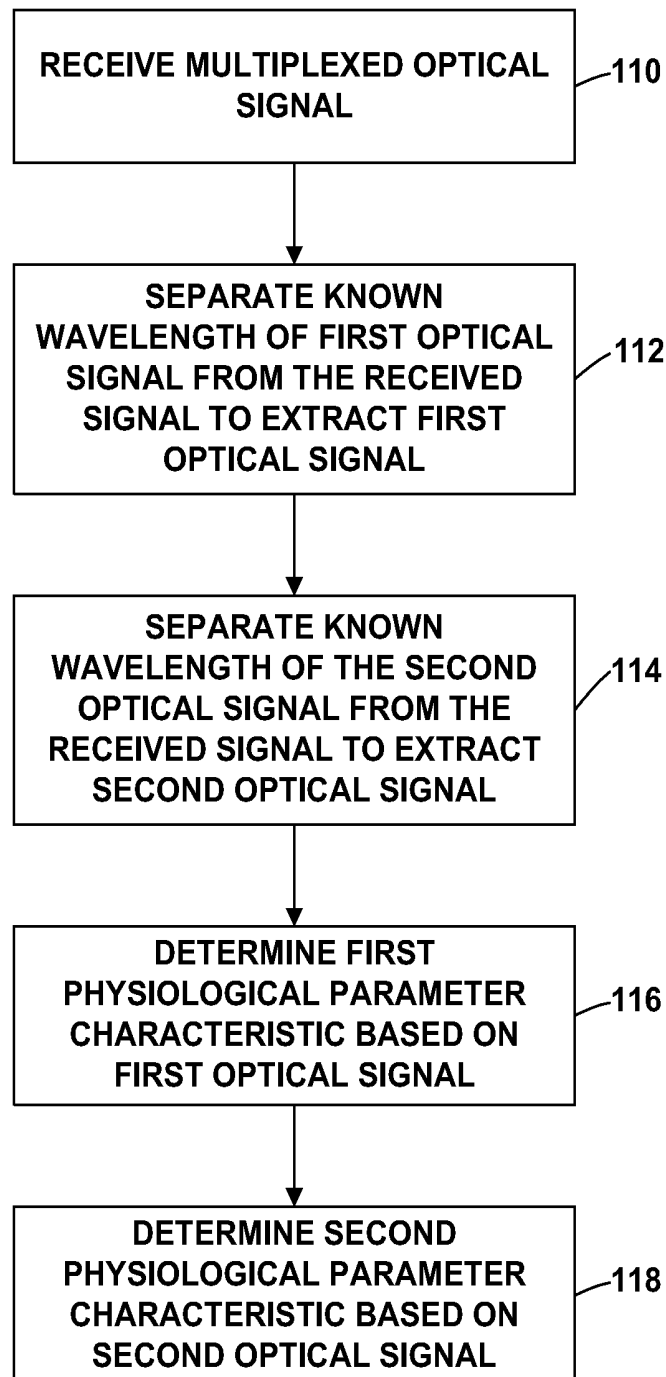 RECEIVE MULTIPLEXED OPTICAL
SIGNAL
110
SEPARATE KNOWN
WAVELENGTH OF FIRST OPTICAL
SIGNAL FROM THE RECEIVED
SIGNAL TO EXTRACT FIRST
OPTICAL SIGNAL
112
SEPARATE KNOWN
WAVELENGTH OF THE SECOND
OPTICAL SIGNAL FROM THE
RECEIVED SIGNAL TO EXTRACT
SECOND OPTICAL SIGNAL
114
DETERMINE FIRST
PHYSIOLOGICAL PARAMETER
CHARACTERISTIC BASED ON
FIRST OPTICAL SIGNAL
116
DETERMINE SECOND
PHYSIOLOGICAL PARAMETER
CHARACTERISTIC BASED ON
SECOND OPTICAL SIGNAL
118